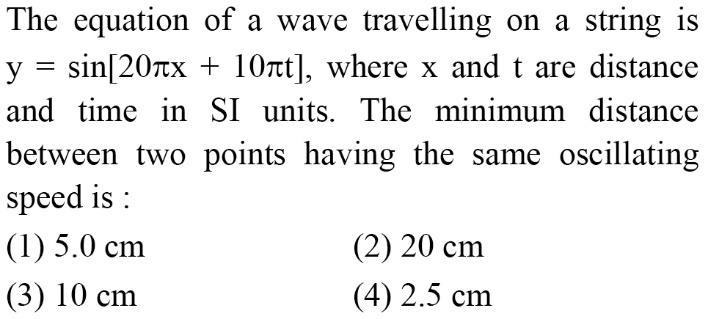 The equation of a wave travelling on a string is
y = sin[20πx + 10πt], where x and t are distance
and time in SI units. The minimum distance
between two points having the same oscillating
speed is :
(1) 5.0 cm (2) 20 cm
(3) 10 cm (4) 2.5 cm